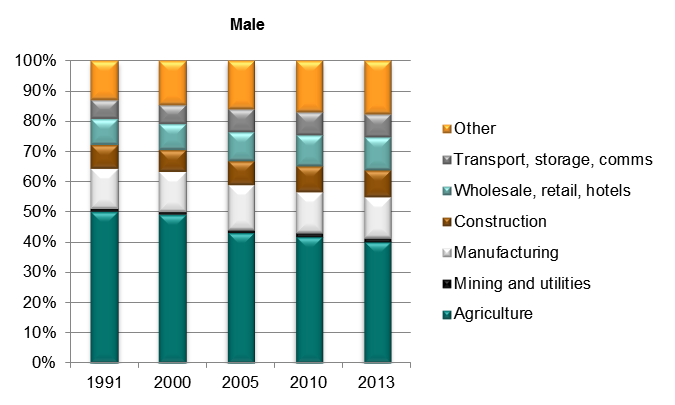 Male
100%
90%
80%
70%
60%
50%
40%
30%
20%
10%
0%
1991 2000 2005 2010 2013
Other
Transport, storage, comms
Wholesale, retail, hotels
Construction
Manufacturing
Mining and utilities
Agriculture